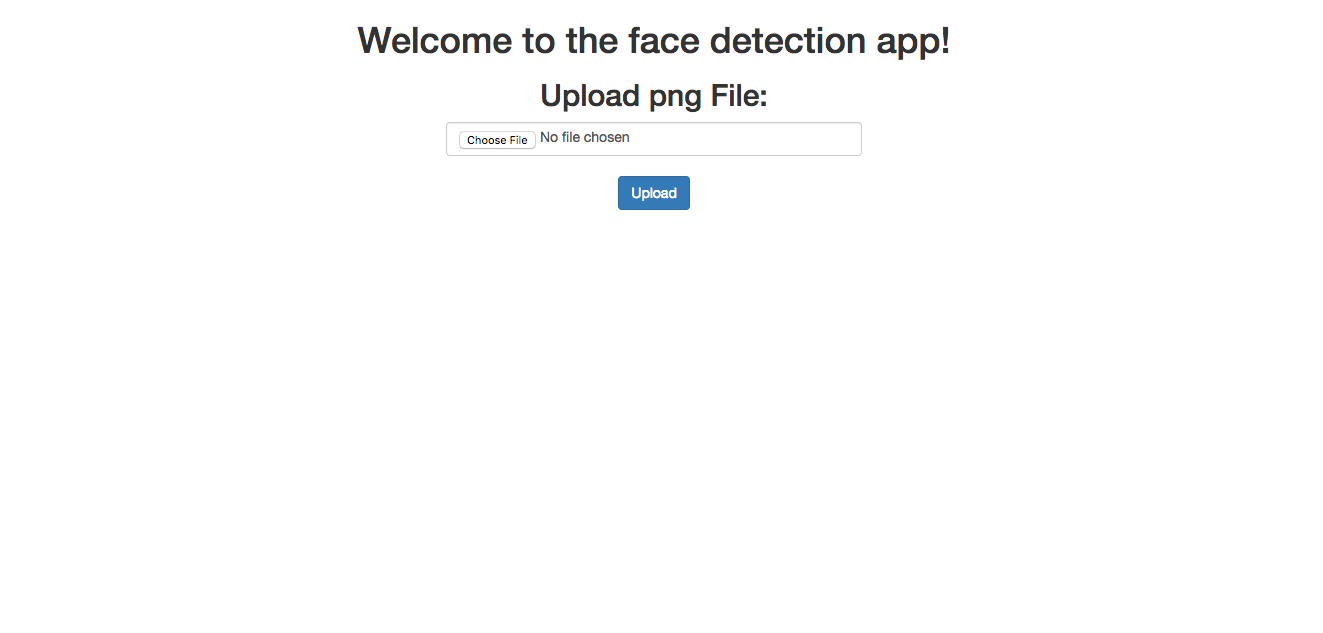 Welcome to the face detection app!
Upload png File:
Choose File No file chosen
Upload